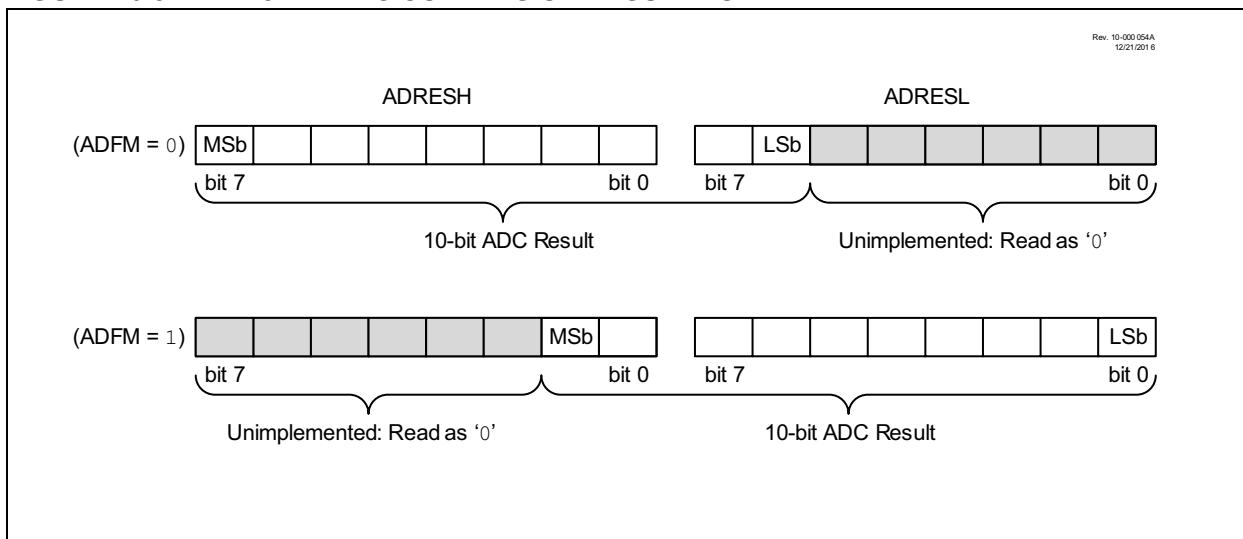 Rev. 10-000 054A
12/21/201 6
ADRESH ADRESL
(ADFM = 0) MSb LSb
bit 7 bit 0 bit 7 bit 0
10-bit ADC Result Unimplemented: Read as ‘0’
(ADFM = 1) MSb LSb
bit 7 bit 0 bit 7 bit 0
Unimplemented: Read as ‘0’ 10-bit ADC Result